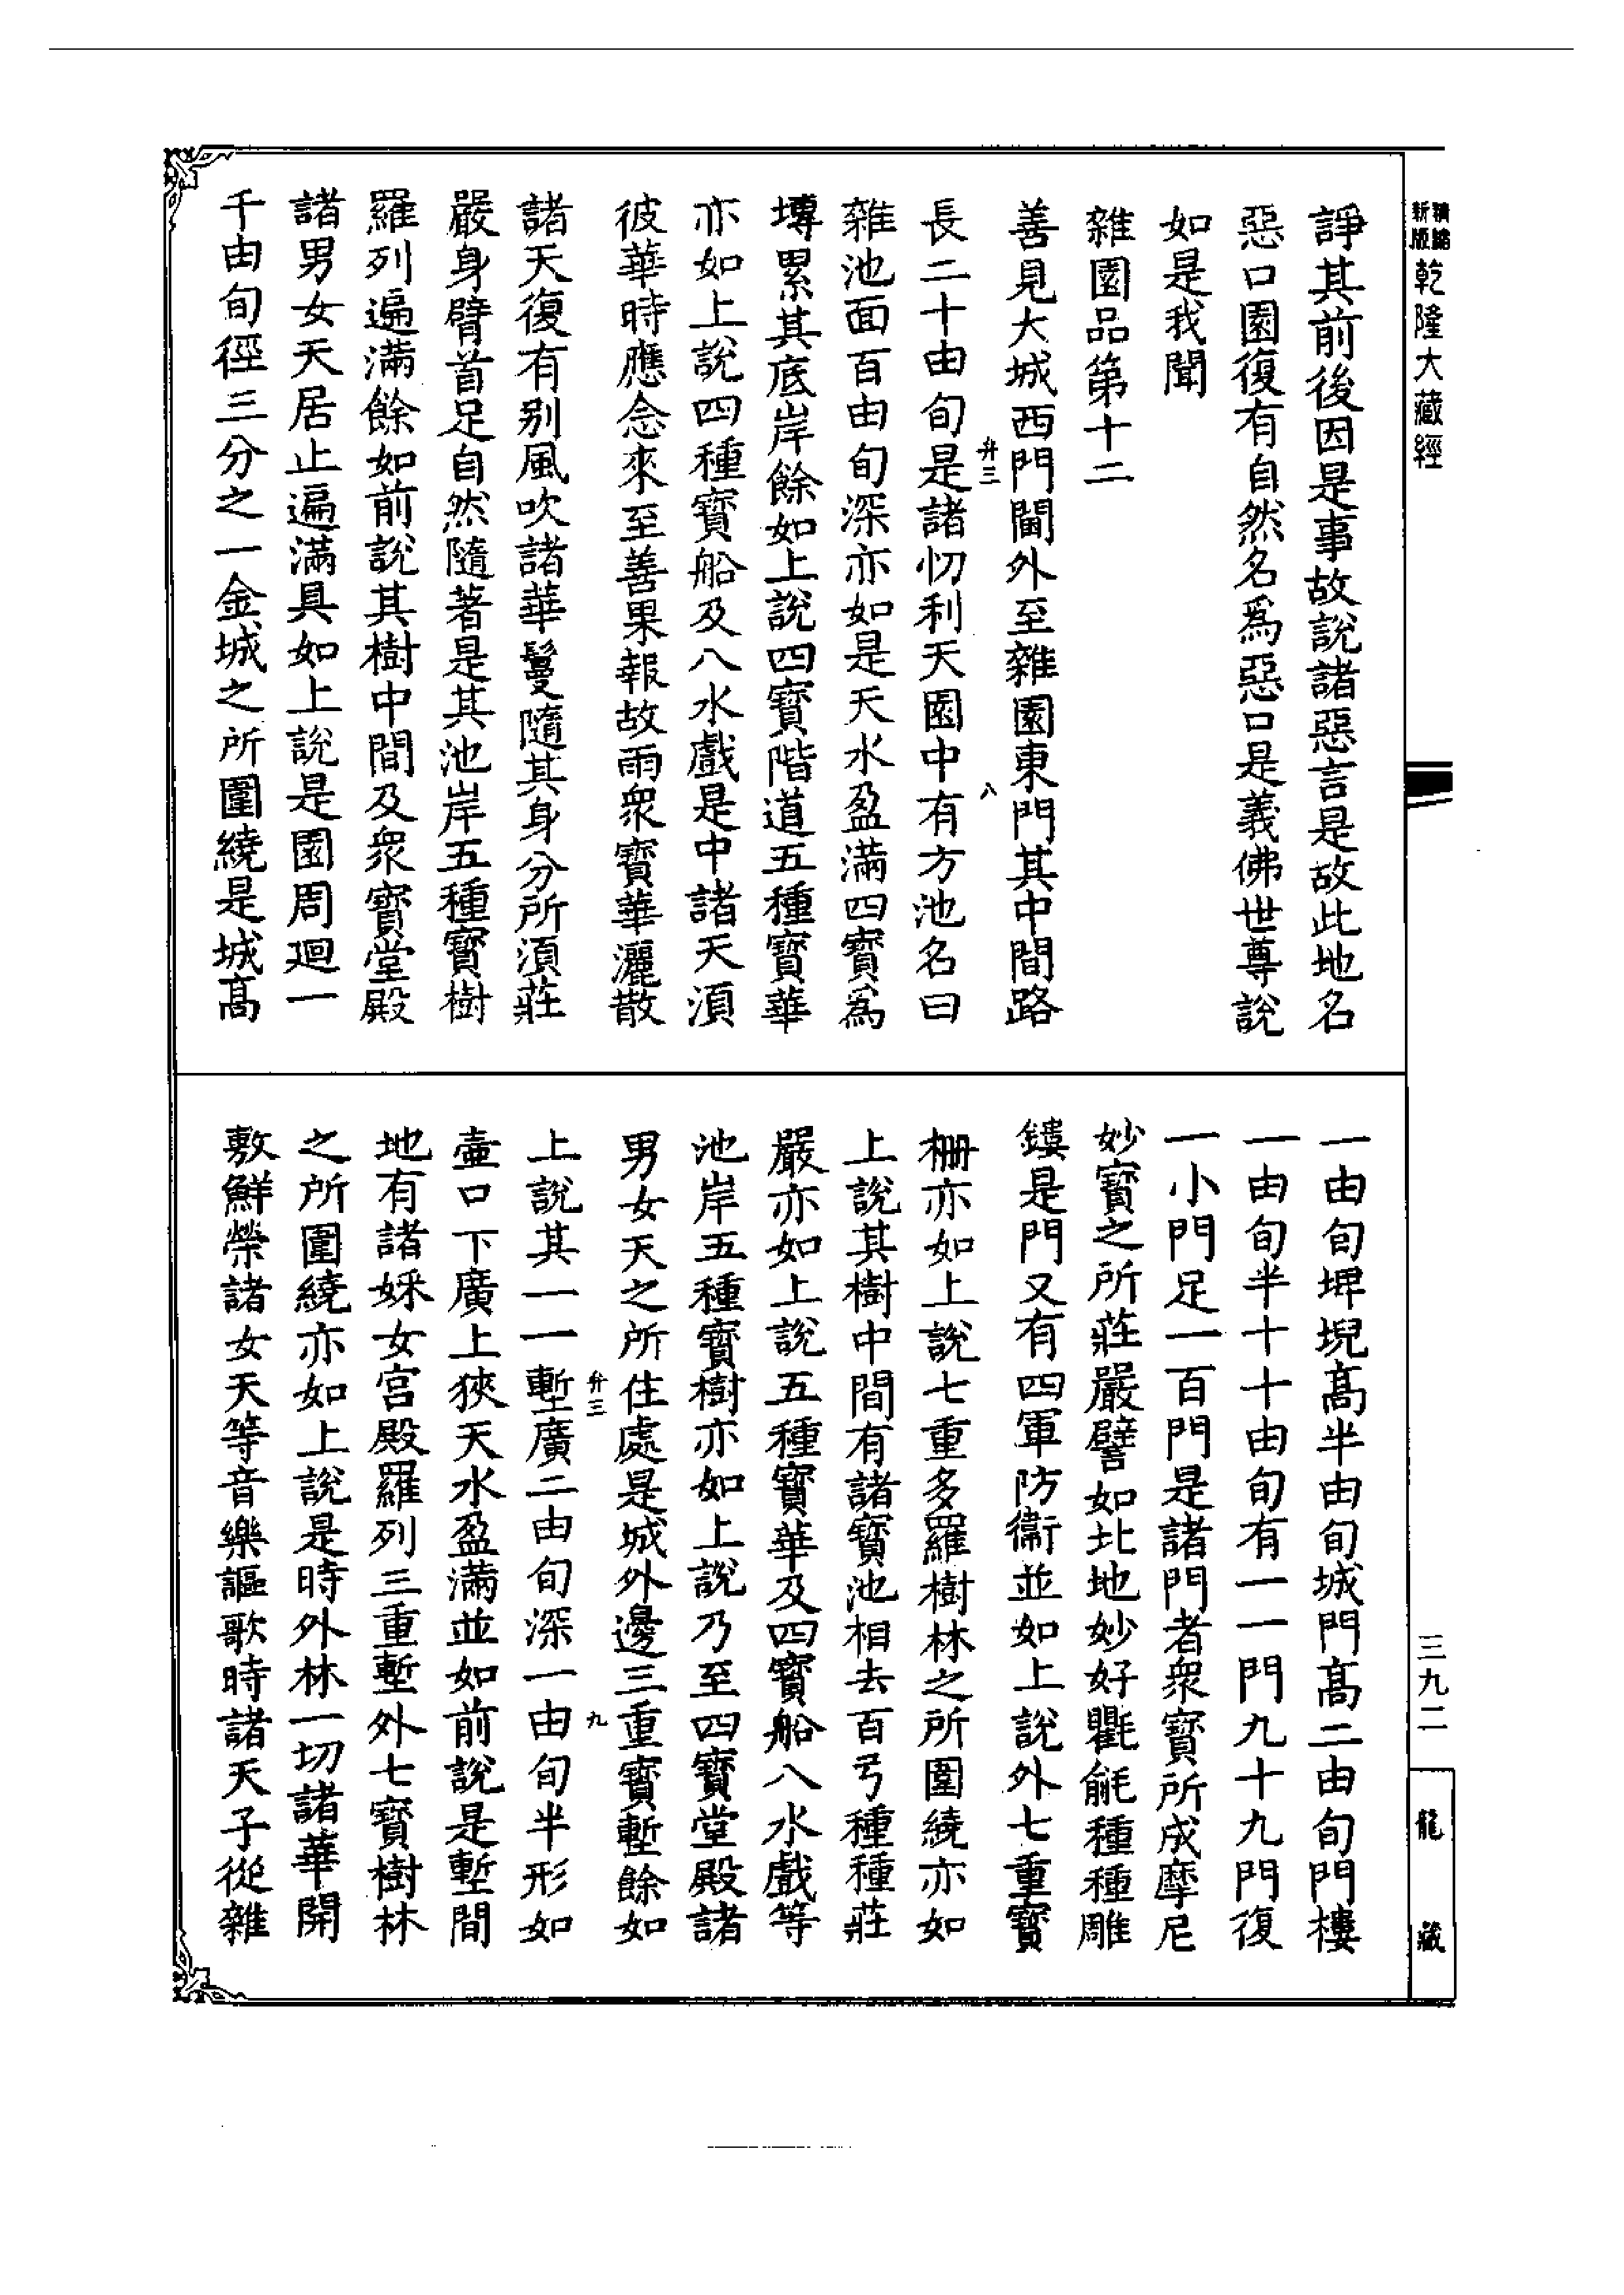 新版精縮
乾隆大藏經
諍其前後因是事故說諸惡言是故此地名
惡口園復有自然名爲惡口是義佛世尊說
如是我聞
雜園品第十二
善見大城西門閫外至雜園東門其中間路
長二十由旬是諸忉利天園中有方池名曰
雜池面百由旬深亦如是天水盈滿四寶爲
塼累其底岸餘如上說四寶階道五種寶華
亦如上說四種寶船及八水戲是中諸天須
彼華時應念來至善果報故雨衆寶華灑散
諸天復有别風吹諸華鬘隨其身分所須莊
嚴身臂首足自然隨著是其池岸五種寶樹
羅列遍滿餘如前說其樹中間及衆寶堂殿
諸男女天居止遍滿具如上說是園周迴一
千由旬徑三分之一金城之所圍繞是城高
升三
八
一由旬埤堄高半由旬城門高二由旬門樓
一由旬半十十由旬有一一門九十九門復
一小門足一百門是諸門者衆寶所成摩尼
妙寶之所莊嚴譬如北地妙好氍毹種種雕
鏤是門又有四軍防衞並如上說外七重寶
柵亦如上說七重多羅樹林之所圍繞亦如
上說其樹中間有諸寶池相去百弓種種莊
嚴亦如上說五種寶華及四寶船八水戲等
池岸五種寶樹亦如上說乃至四寶堂殿諸
男女天之所住處是城外邊三重寶塹餘如
上說其一一塹廣二由旬深一由旬半形如
壷口下廣上狹天水盈滿並如前說是塹間
地有諸婇女宮殿羅列三重塹外七寶樹林
之所圍繞亦如上說是時外林一切諸華開
敷鮮榮諸女天等音樂謳歌時諸天子從雜
升三
九
三九二
龍藏